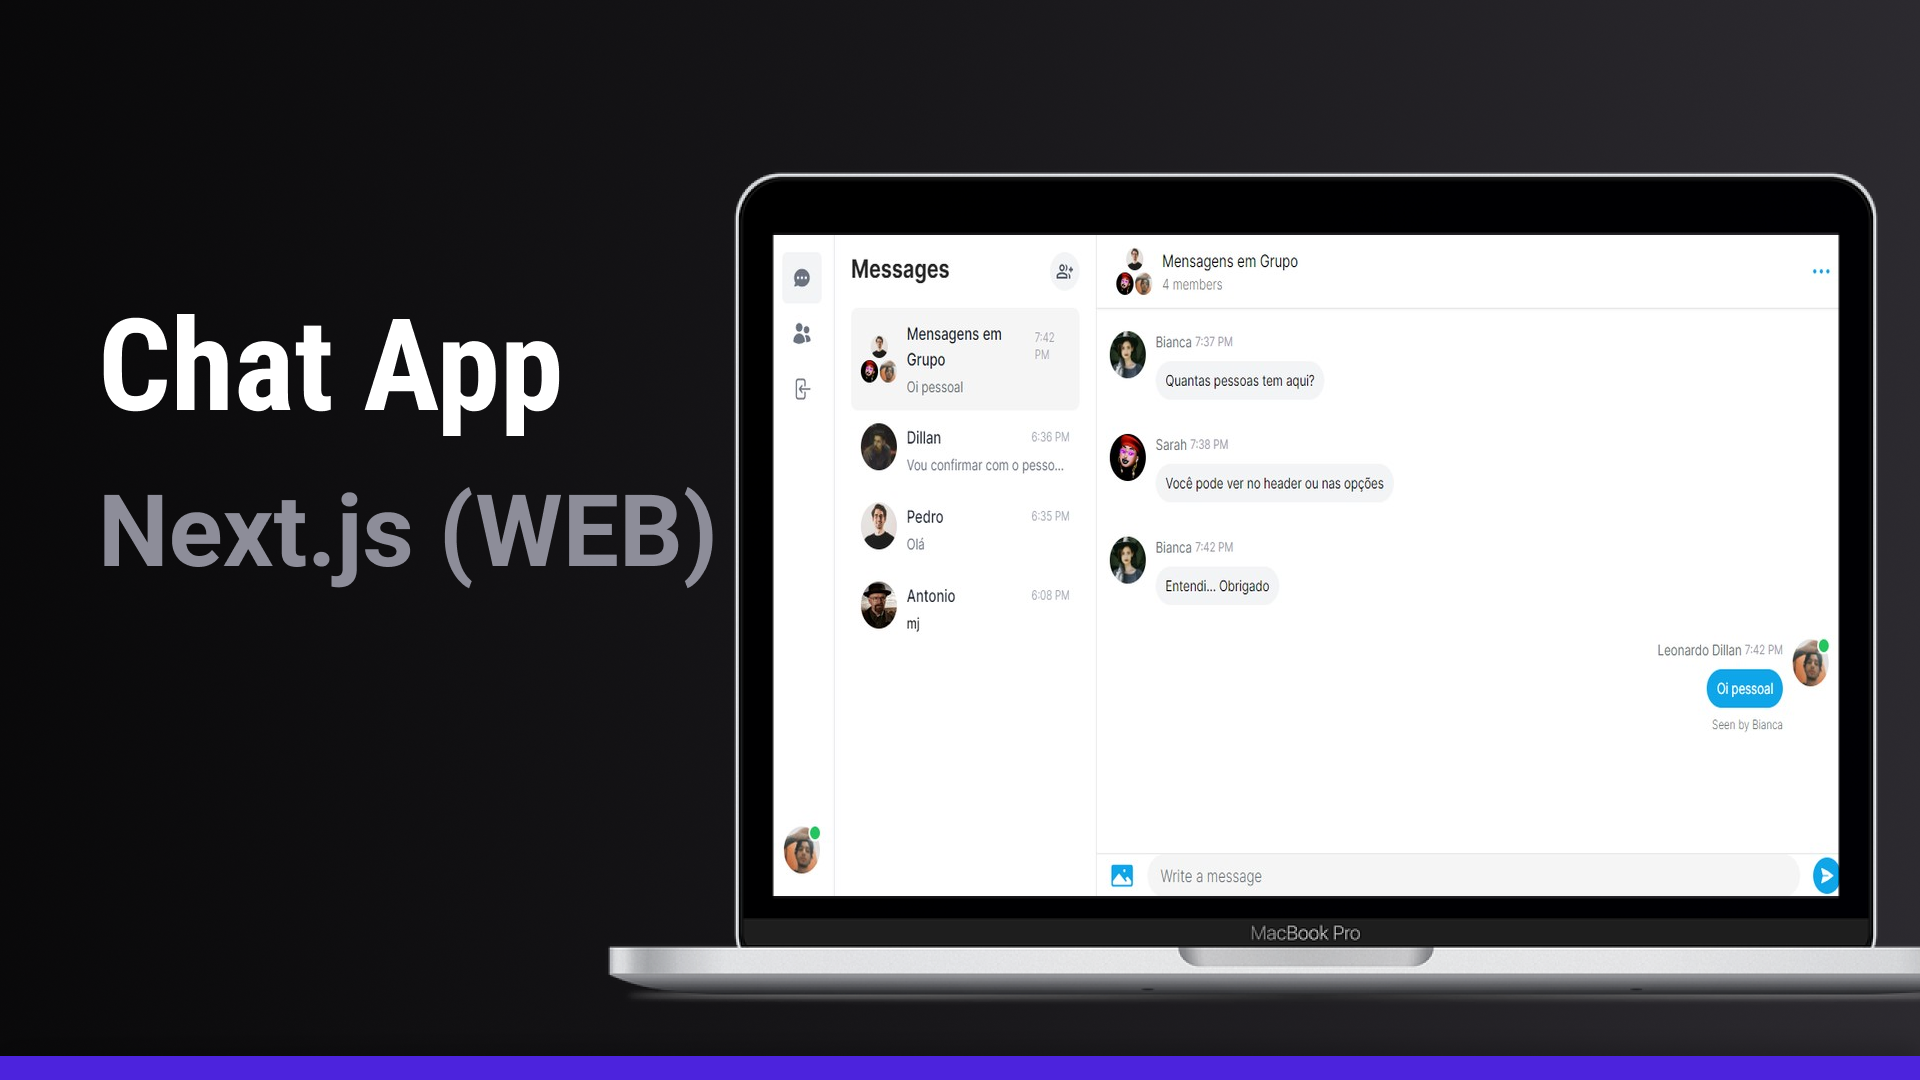 Chat App
Next.js (WEB)
Messages
Mensagens em
Grupo
7:42
PM
Oi pessoal
Dillan 6:36 PM
Vou confirmar com o pesso...
Pedro 6:35 PM
Olá
Antonio 6:08 PM
mj
Mensagens em Grupo
4 members
Bianca 7:37 PM
Quantas pessoas tem aqui?
Sarah 7:38 PM
Você pode ver no header ou nas opções
Bianca 7:42 PM
Entendi... Obrigado
Leonardo Dillan 7:42 PM
Oi pessoal
Seen by Bianca
Write a message
MacBook Pro